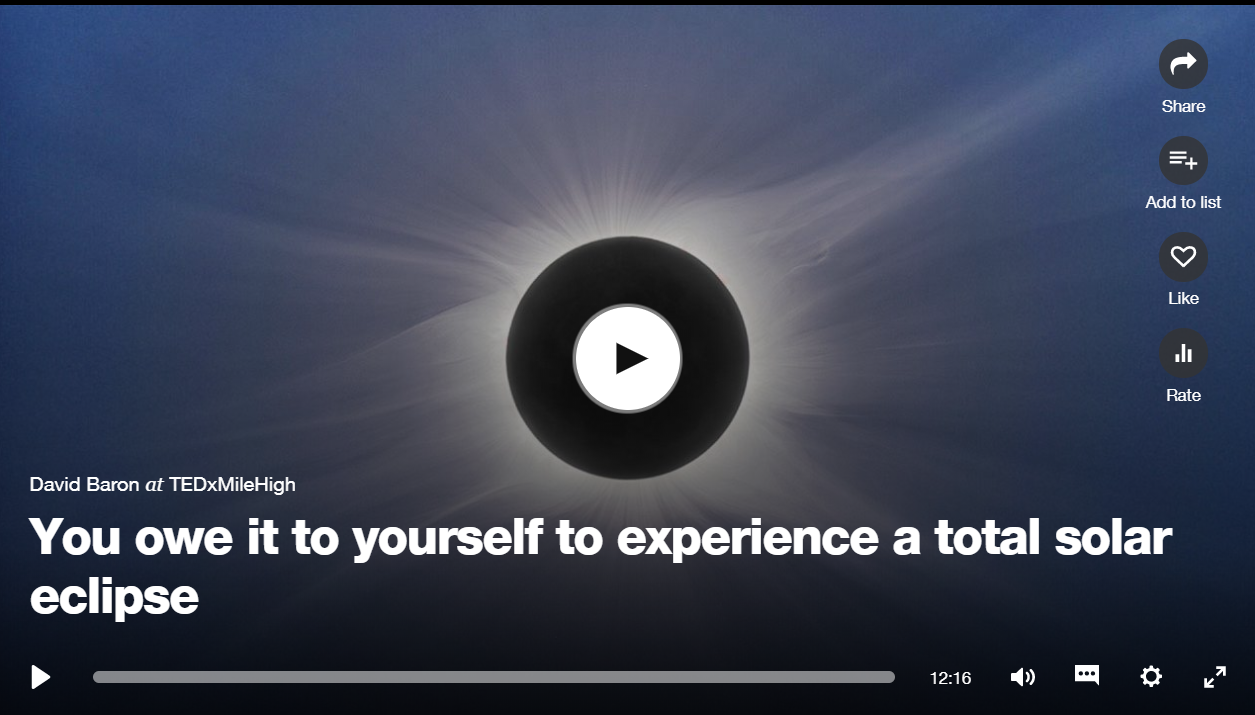 Share
Add to list
Like
Rate
David Baron at TEDxMileHigh
You owe it to yourself to experience a total solar
eclipse
12:16